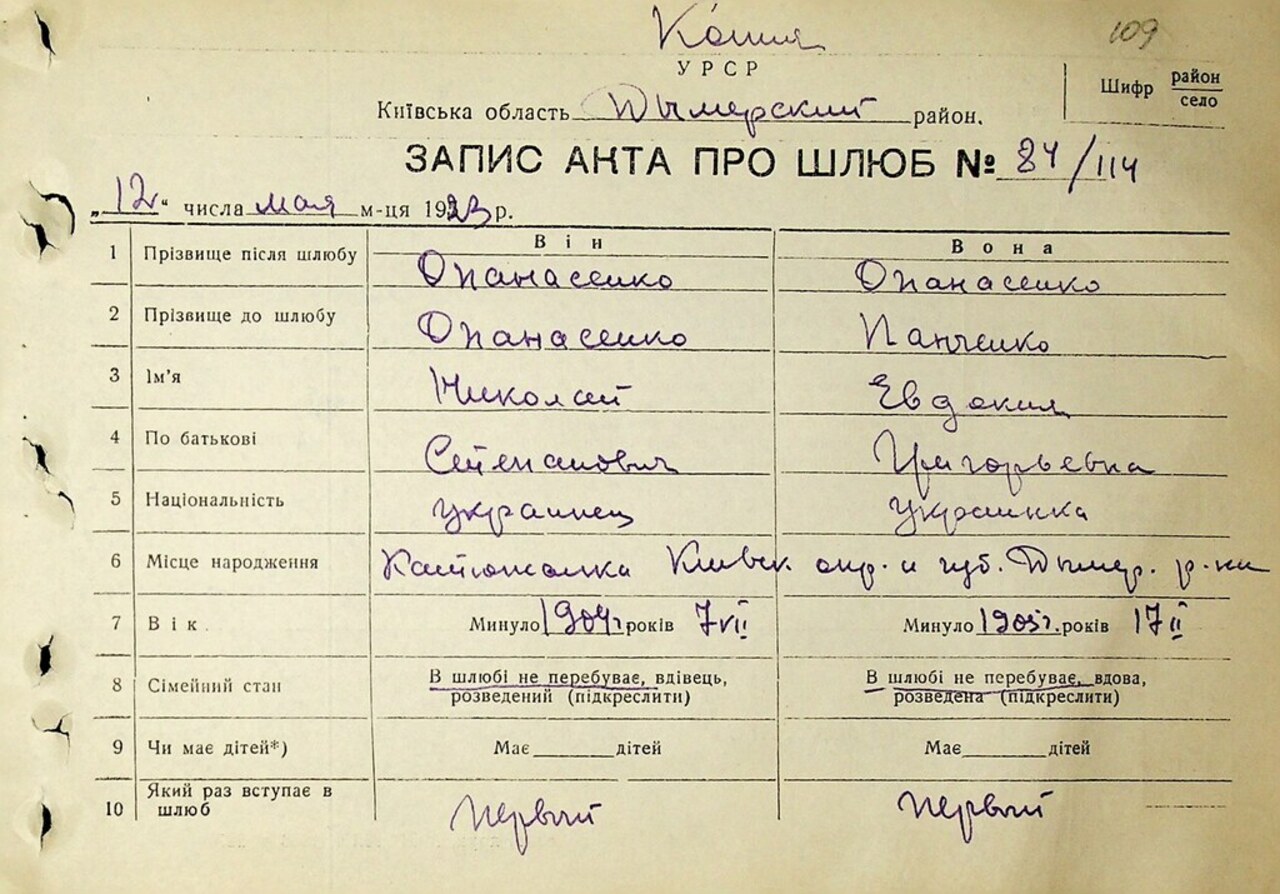 Копия
109
УРСР
Шифр район село
Київська область Дымерский район.
ЗАПИС АКТА ПРО ШЛЮБ № 84/114
„12“ числа мая м-ця 1923 р.
Він Вона
1 Прізвище після шлюбу Опанасенко Опанасенко
2 Прізвище до шлюбу Опанасенко Панченко
3 Ім’я Николай Евдокия
4 По батькові Степанович Григорьевна
5 Національність украинец украинка
6 Місце народження Катюжанка Киевск. окр. и губ. Дымер. р-на
7 Вік. Минуло 1904г років 7 VII Минуло 1905г. років 17 II
8 Сімейний стан В шлюбі не перебуває, вдівець, розведений (підкреслити) В шлюбі не перебуває, вдова, розведена (підкреслити)
9 Чи має дітей*) Має дітей Має дітей
10 Який раз вступає в шлюб первый первый